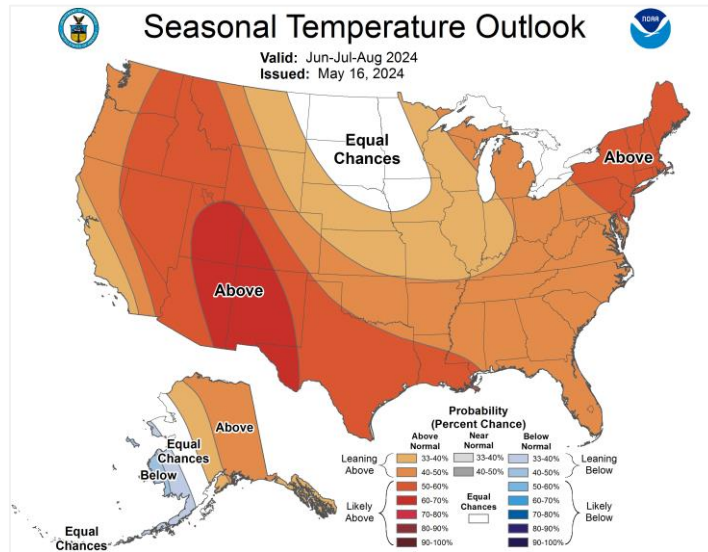 Seasonal Temperature Outlook
NOAA
Valid: Jun-Jul-Aug 2024
Issued: May 16, 2024
Equal
Chances
Above
Above
Above
Equal
Chances
Below
Equal
Chances
Probability
(Percent Chance)
Above
Normal
Near
Normal
Below
Normal
Leaning
Above
33-40%
33-40%
33-40%
Leaning
Below
40-50%
40-50%
40-50%
Likely
Above
50-60%
60-70%
70-80%
80-90%
90-100%
Equal
Chances
50-60%
60-70%
70-80%
80-90%
90-100%
Likely
Below